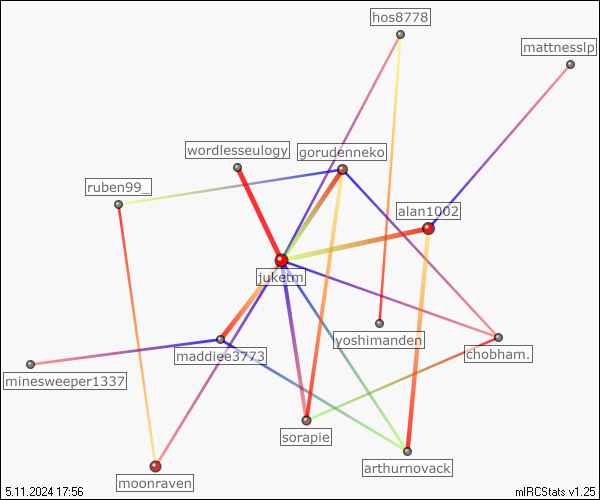 hos8778
mattnesslp
wordlesseulogy
gorudenneko
ruben99_
alan1002
juketm
yoshimanden
chobham.
maddiee3773
minesweeper1337
sorapie
arthurnovack
moonraven
5.11.2024 17:56
mIRCStats v1.25